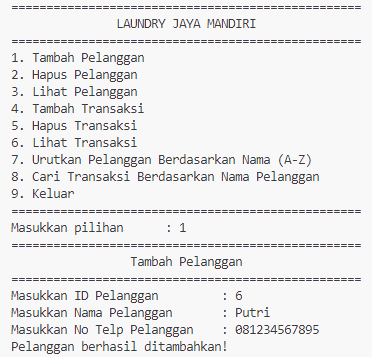 ==================================================
LAUNDRY JAYA MANDIRI
==================================================
1. Tambah Pelanggan
2. Hapus Pelanggan
3. Lihat Pelanggan
4. Tambah Transaksi
5. Hapus Transaksi
6. Lihat Transaksi
7. Urutkan Pelanggan Berdasarkan Nama (A-Z)
8. Cari Transaksi Berdasarkan Nama Pelanggan
9. Keluar
==================================================
Masukkan pilihan      : 1
==================================================
Tambah Pelanggan
==================================================
Masukkan ID Pelanggan         : 6
Masukkan Nama Pelanggan       : Putri
Masukkan No Telp Pelanggan    : 081234567895
Pelanggan berhasil ditambahkan!